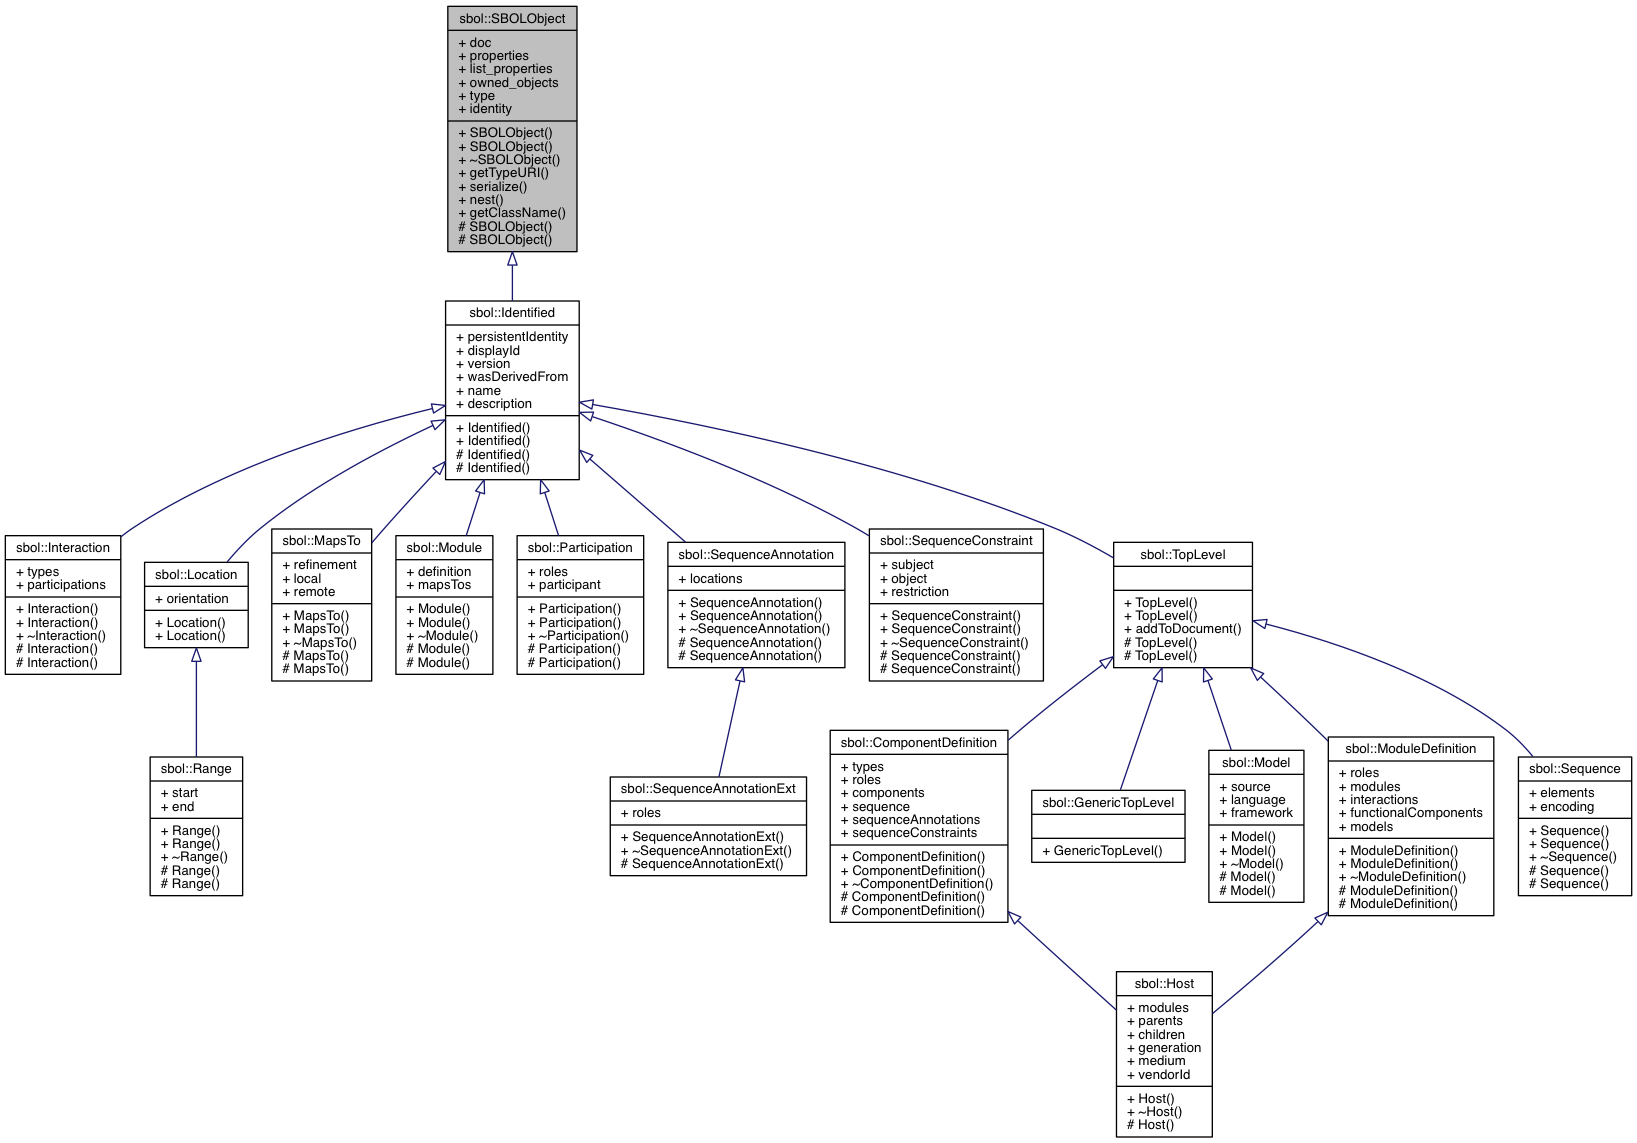 sbol::SBOLObject
+ doc
+ properties
+ list_properties
+ owned_objects
+ type
+ identity
+ SBOLObject()
+ SBOLObject()
+ ~SBOLObject()
+ getTypeURI()
+ serialize()
+ nest()
+ getClassName()
# SBOLObject()
# SBOLObject()
sbol::Identified
+ persistentIdentity
+ displayId
+ version
+ wasDerivedFrom
+ name
+ description
+ Identified()
+ Identified()
# Identified()
# Identified()
sbol::Interaction
+ types
+ participations
+ Interaction()
+ Interaction()
+ ~Interaction()
# Interaction()
# Interaction()
sbol::Location
+ orientation
+ Location()
+ Location()
sbol::MapsTo
+ refinement
+ local
+ remote
+ MapsTo()
+ MapsTo()
+ ~MapsTo()
# MapsTo()
# MapsTo()
sbol::Module
+ definition
+ mapsTos
+ Module()
+ Module()
+ ~Module()
# Module()
# Module()
sbol::Participation
+ roles
+ participant
+ Participation()
+ Participation()
+ ~Participation()
# Participation()
# Participation()
sbol::SequenceAnnotation
+ locations
+ SequenceAnnotation()
+ SequenceAnnotation()
+ ~SequenceAnnotation()
# SequenceAnnotation()
# SequenceAnnotation()
sbol::SequenceConstraint
+ subject
+ object
+ restriction
+ SequenceConstraint()
+ SequenceConstraint()
+ ~SequenceConstraint()
# SequenceConstraint()
# SequenceConstraint()
sbol::TopLevel
+ TopLevel()
+ TopLevel()
+ addToDocument()
# TopLevel()
# TopLevel()
sbol::Range
+ start
+ end
+ Range()
+ Range()
+ ~Range()
# Range()
# Range()
sbol::SequenceAnnotationExt
+ roles
+ SequenceAnnotationExt()
+ ~SequenceAnnotationExt()
# SequenceAnnotationExt()
sbol::ComponentDefinition
+ types
+ roles
+ components
+ sequence
+ sequenceAnnotations
+ sequenceConstraints
+ ComponentDefinition()
+ ComponentDefinition()
+ ~ComponentDefinition()
# ComponentDefinition()
# ComponentDefinition()
sbol::GenericTopLevel
+ GenericTopLevel()
sbol::Model
+ source
+ language
+ framework
+ Model()
+ Model()
+ ~Model()
# Model()
# Model()
sbol::ModuleDefinition
+ roles
+ modules
+ interactions
+ functionalComponents
+ models
+ ModuleDefinition()
+ ModuleDefinition()
+ ~ModuleDefinition()
# ModuleDefinition()
# ModuleDefinition()
sbol::Sequence
+ elements
+ encoding
+ Sequence()
+ Sequence()
+ ~Sequence()
# Sequence()
# Sequence()
sbol::Host
+ modules
+ parents
+ children
+ generation
+ medium
+ vendorId
+ Host()
+ ~Host()
# Host()